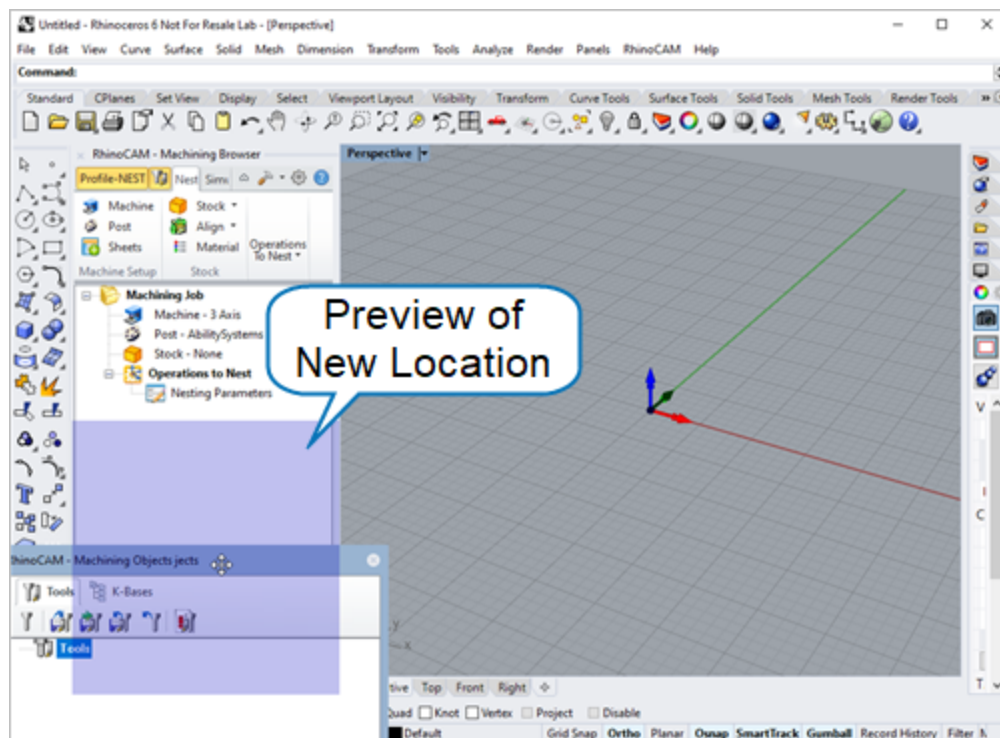 Untitled - Rhinoceros 6 Not For Resale Lab - [Perspective]
File Edit View Curve Surface Solid Mesh Dimension Transform Tools Analyze Render Panels RhinoCAM Help
Command:
Standard CPlanes Set View Display Select Viewport Layout Visibility Transform Curve Tools Surface Tools Solid Tools Mesh Tools Render Tools »
RhinoCAM - Machining Browser
Perspective
Profile-NEST Nest Simu
Machine Stock
Post Align
Sheets Material Operations To Nest
Machine Setup Stock
Machining Job
Machine - 3 Axis
Post - AbilitySystems
Stock - None
Operations to Nest
Nesting Parameters
Preview of
New Location
V
C
RhinoCAM - Machining Objects jects
Tools K-Bases
Tools
y
x
T
tive Top Front Right
Quad Knot Vertex Project Disable
Default Grid Snap Ortho Planar Osnap SmartTrack Gumball Record History Filter